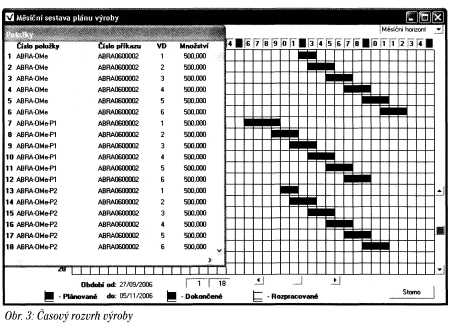 Měsíční sestava plánu výroby
Položky
Měsíční horizont
Číslo položky Číslo příkazu VD Množství
4 6 7 8 9 0 1 3 4 5 6 7 8 0 1 1 2 3 4
1 ABRA-OMe ABRA0600002 1 500,000
2 ABRA-OMe ABRA0600002 2 500,000
3 ABRA-OMe ABRA0600002 3 500,000
4 ABRA-OMe ABRA0600002 4 500,000
5 ABRA-OMe ABRA0600002 5 500,000
6 ABRA-OMe ABRA0600002 6 500,000
7 ABRA-OMe-P1 ABRA0600002 1 500,000
8 ABRA-OMe-P1 ABRA0600002 2 500,000
9 ABRA-OMe-P1 ABRA0600002 3 500,000
10 ABRA-OMe-P1 ABRA0600002 4 500,000
11 ABRA-OMe-P1 ABRA0600002 5 500,000
12 ABRA-OMe-P1 ABRA0600002 6 500,000
13 ABRA-OMe-P2 ABRA0600002 1 500,000
14 ABRA-OMe-P2 ABRA0600002 2 500,000
15 ABRA-OMe-P2 ABRA0600002 3 500,000
16 ABRA-OMe-P2 ABRA0600002 4 500,000
17 ABRA-OMe-P2 ABRA0600002 5 500,000
18 ABRA-OMe-P2 ABRA0600002 6 500,000
20
Období od: 27/09/2006 1 18
- Plánované do: 05/11/2006 - Dokončené - Rozpracované
Storno
Obr. 3: Časový rozvrh výroby